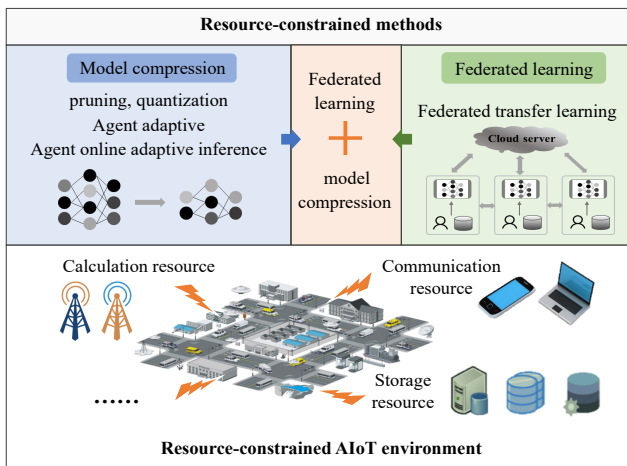 Resource-constrained methods
Model compression
pruning, quantization
Agent adaptive
Agent online adaptive inference
Federated
learning
+
model
compression
Federated learning
Federated transfer learning
Cloud server
Calculation resource
Communication
resource
Storage
resource
......
Resource-constrained AIoT environment